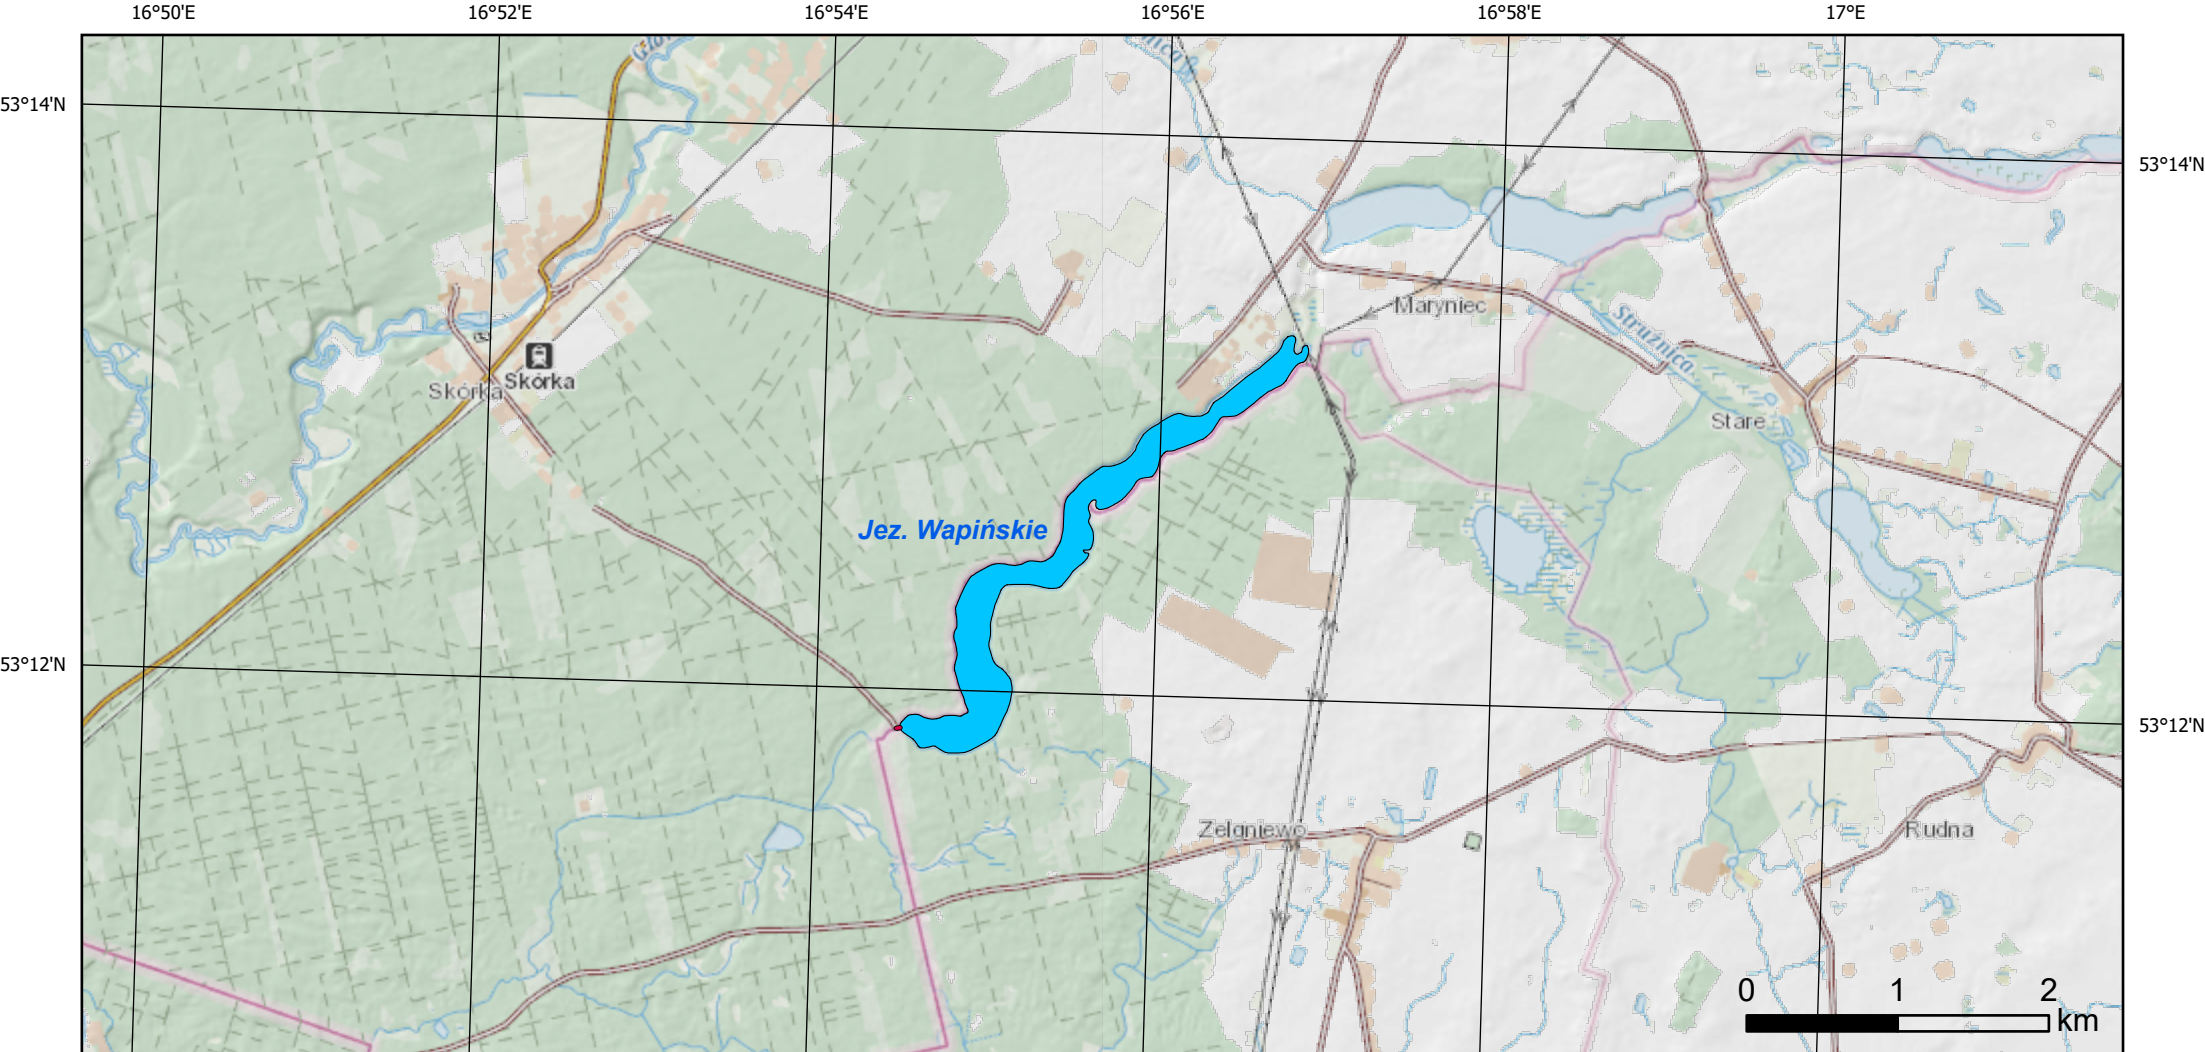 16°50'E 16°52'E 16°54'E 16°56'E 16°58'E 17°E
53°14'N
53°14'N
Maryniec
Strużnica
Skórka
Skórka
Stare
Jez. Wapińskie
53°12'N
53°12'N
Zelgniewo
Rudna
0 1 2
km